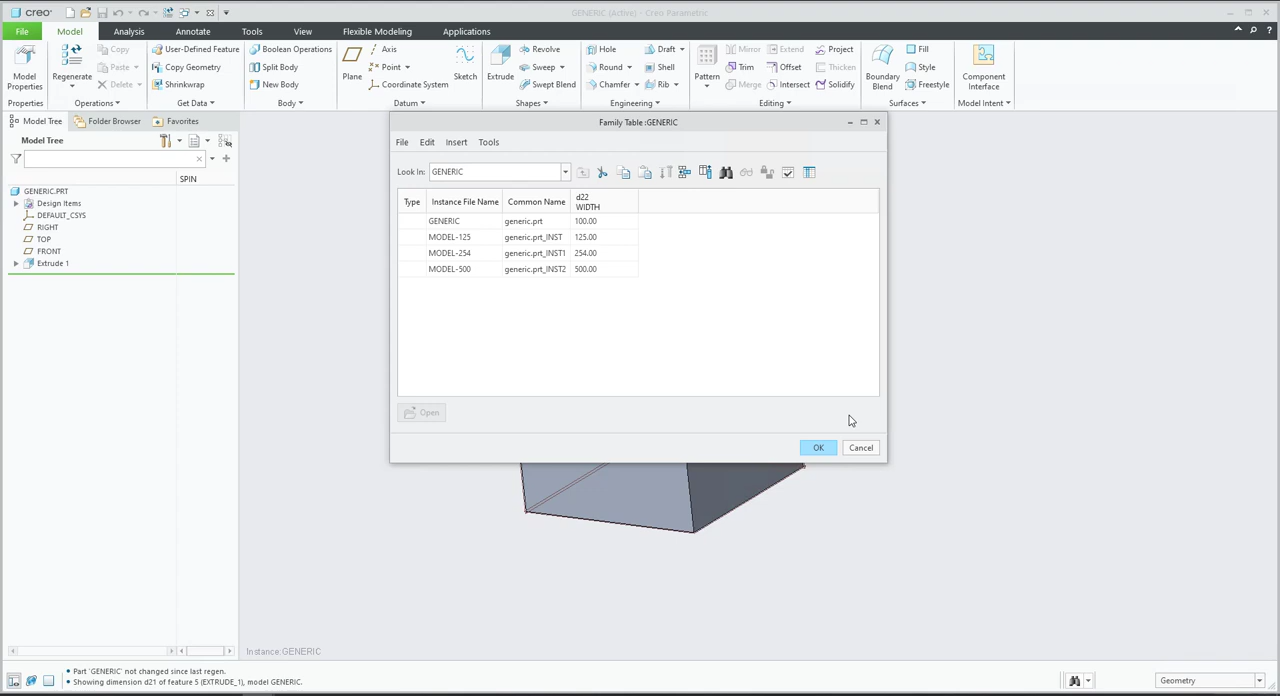 creo GENERIC (Active) - Creo Parametric
File Model Analysis Annotate Tools View Flexible Modeling Applications
Model Properties
Properties
Regenerate
Copy
Paste
Delete
Operations
User-Defined Feature
Copy Geometry
Shrinkwrap
Get Data
Boolean Operations
Split Body
New Body
Body
Plane
Axis
Point
Coordinate System
Sketch
Datum
Extrude
Revolve
Sweep
Swept Blend
Shapes
Hole
Round
Chamfer
Draft
Shell
Rib
Engineering
Pattern
Mirror
Trim
Merge
Extend
Offset
Intersect
Project
Thicken
Solidify
Editing
Boundary Blend
Fill
Style
Freestyle
Surfaces
Component Interface
Model Intent
Model Tree Folder Browser Favorites
Model Tree
SPIN
GENERIC.PRT
Design Items
DEFAULT_CSYS
RIGHT
TOP
FRONT
Extrude 1
Family Table :GENERIC
File Edit Insert Tools
Look In: GENERIC
Type Instance File Name Common Name d22 WIDTH
GENERIC generic.prt 100.00
MODEL-125 generic.prt_INST 125.00
MODEL-254 generic.prt_INST1 254.00
MODEL-500 generic.prt_INST2 500.00
Open
OK Cancel
Instance:GENERIC
• Part 'GENERIC' not changed since last regen.
• Showing dimension d21 of feature 5 (EXTRUDE_1), model GENERIC.
Geometry